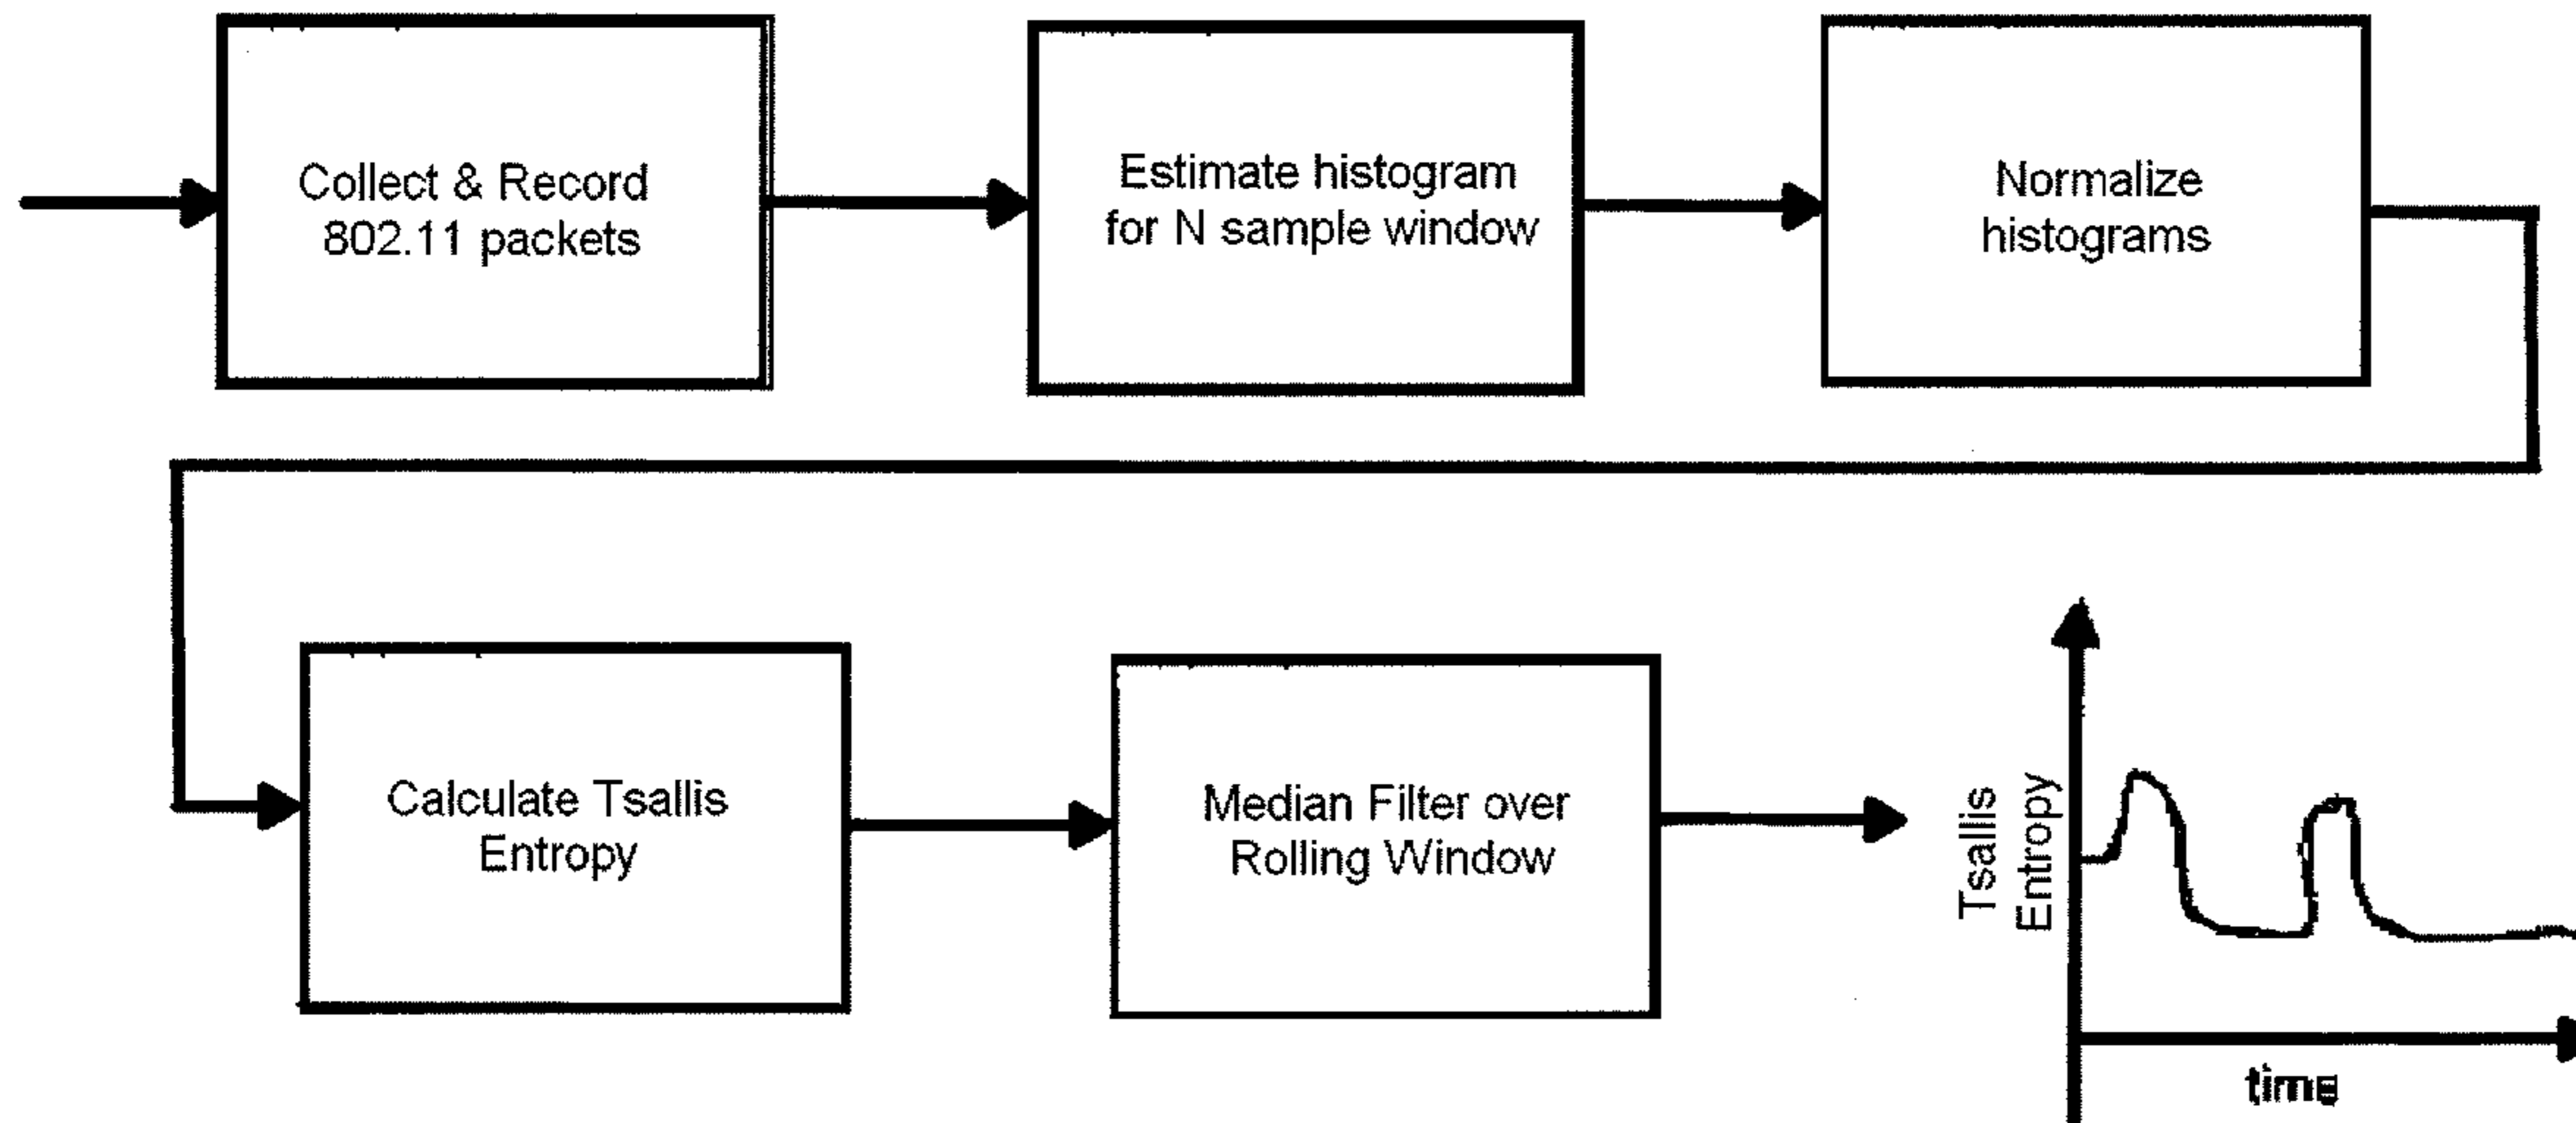 Collect & Record
802.11 packets
Estimate histogram
for N sample window
Normalize
histograms
Calculate Tsallis
Entropy
Median Filter over
Rolling Window
Tsallis
Entropy
time